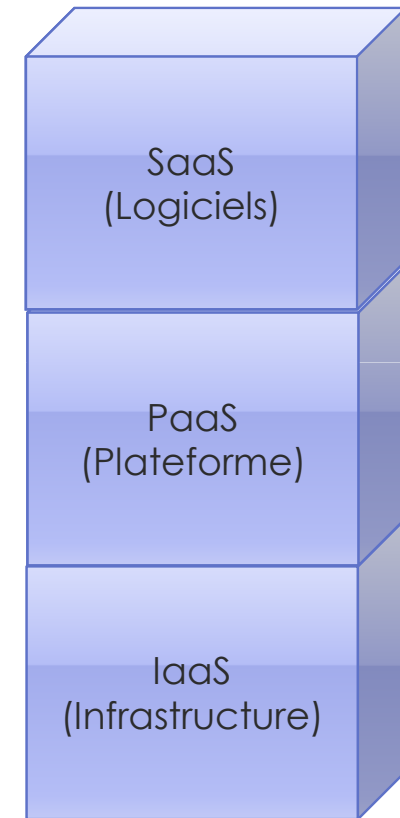 SaaS
(Logiciels)
PaaS
(Plateforme)
IaaS
(Infrastructure)